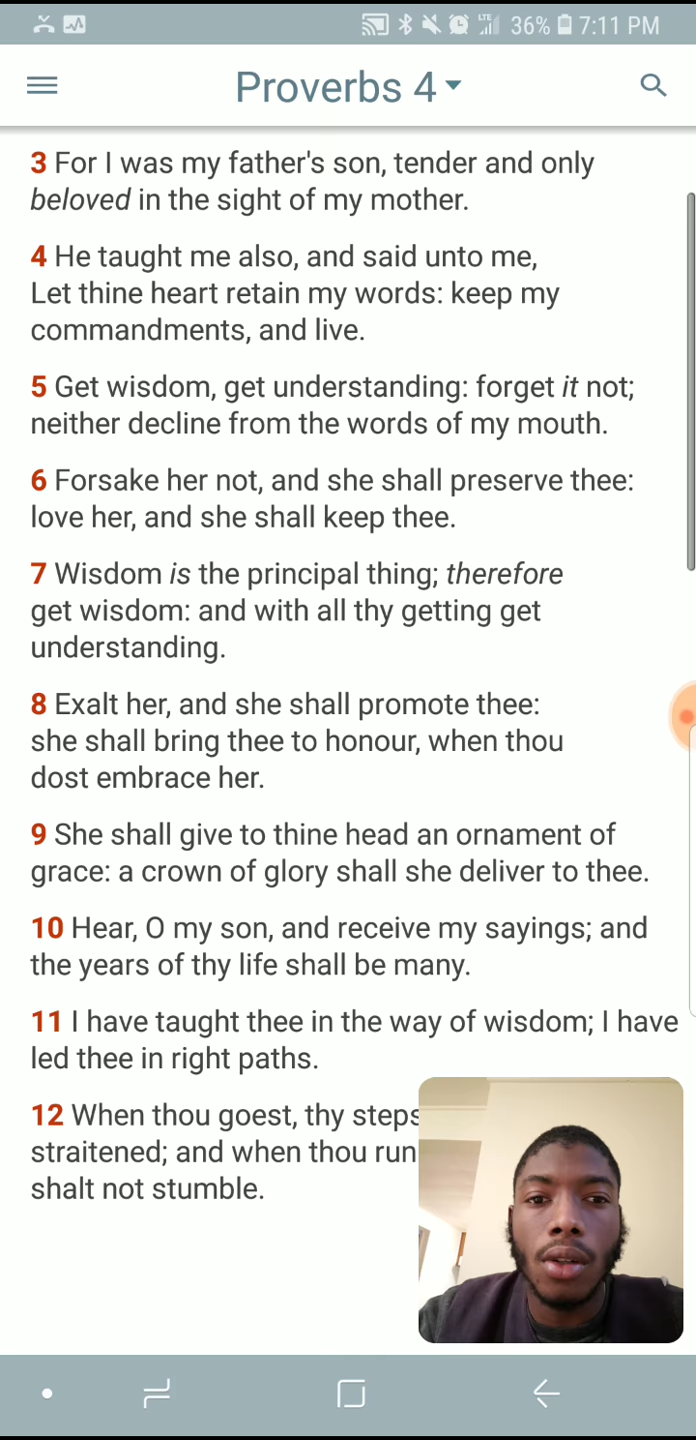 LTE 36% 7:11 PM
Proverbs 4
3 For I was my father's son, tender and only
beloved in the sight of my mother.
4 He taught me also, and said unto me,
Let thine heart retain my words: keep my
commandments, and live.
5 Get wisdom, get understanding: forget it not;
neither decline from the words of my mouth.
6 Forsake her not, and she shall preserve thee:
love her, and she shall keep thee.
7 Wisdom is the principal thing; therefore
get wisdom: and with all thy getting get
understanding.
8 Exalt her, and she shall promote thee:
she shall bring thee to honour, when thou
dost embrace her.
9 She shall give to thine head an ornament of
grace: a crown of glory shall she deliver to thee.
10 Hear, O my son, and receive my sayings; and
the years of thy life shall be many.
11 I have taught thee in the way of wisdom; I have
led thee in right paths.
12 When thou goest, thy steps
straitened; and when thou run
shalt not stumble.